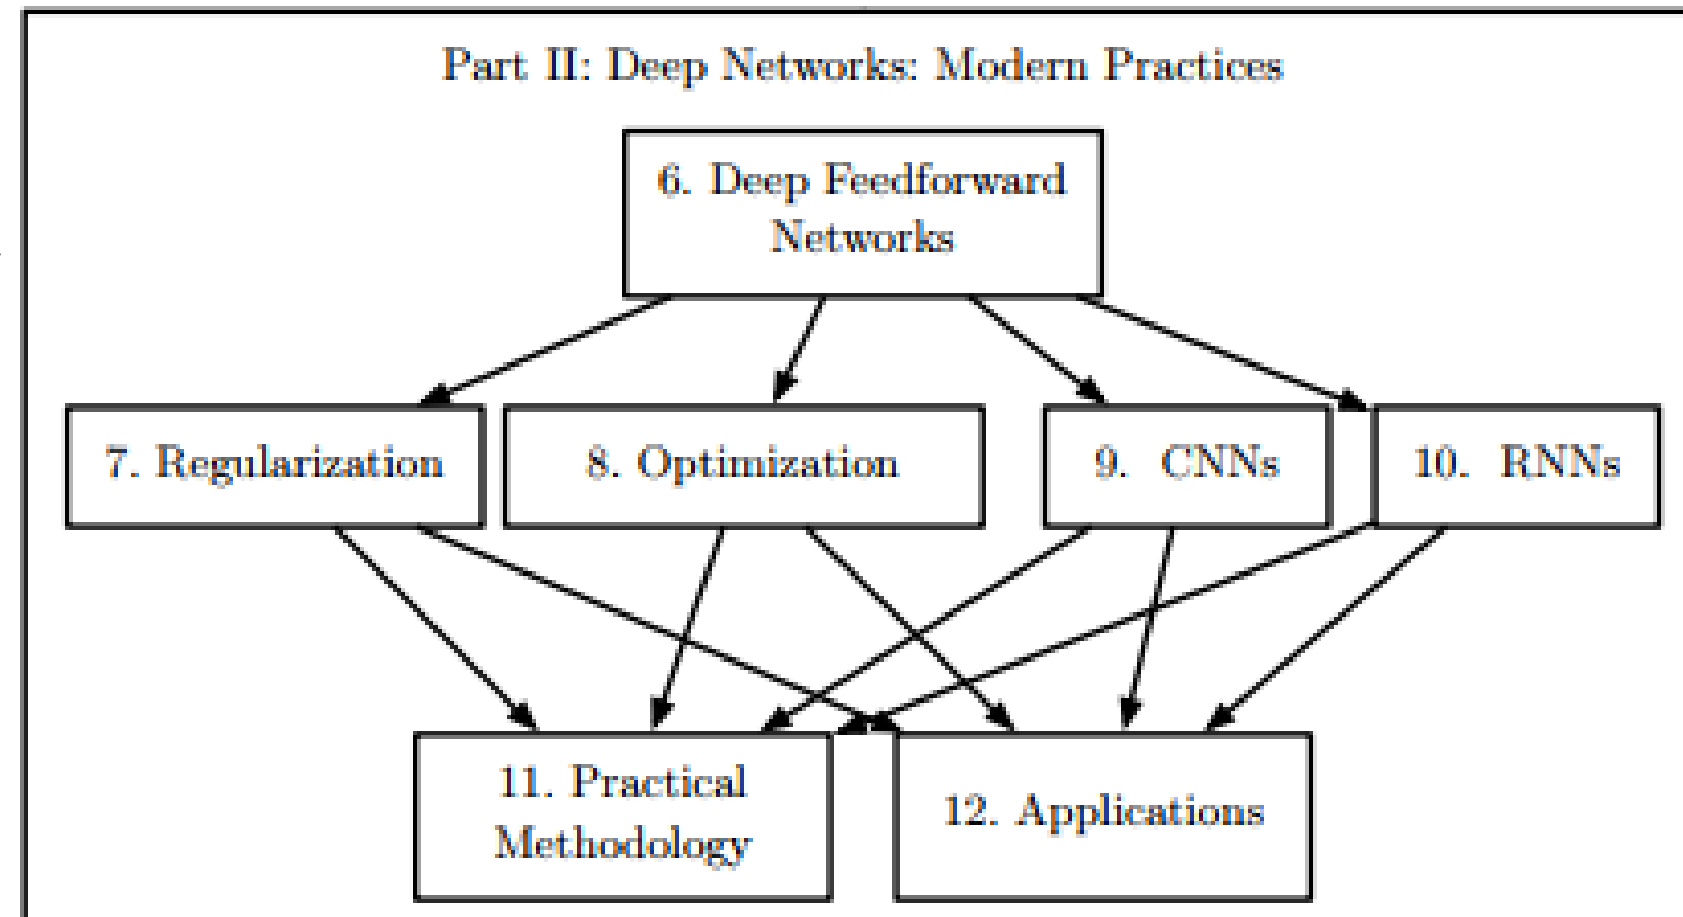 Part II: Deep Networks: Modern Practices
6. Deep Feedforward
Networks
7. Regularization
8. Optimization
9. CNNs
10. RNNs
11. Practical
Methodology
12. Applications